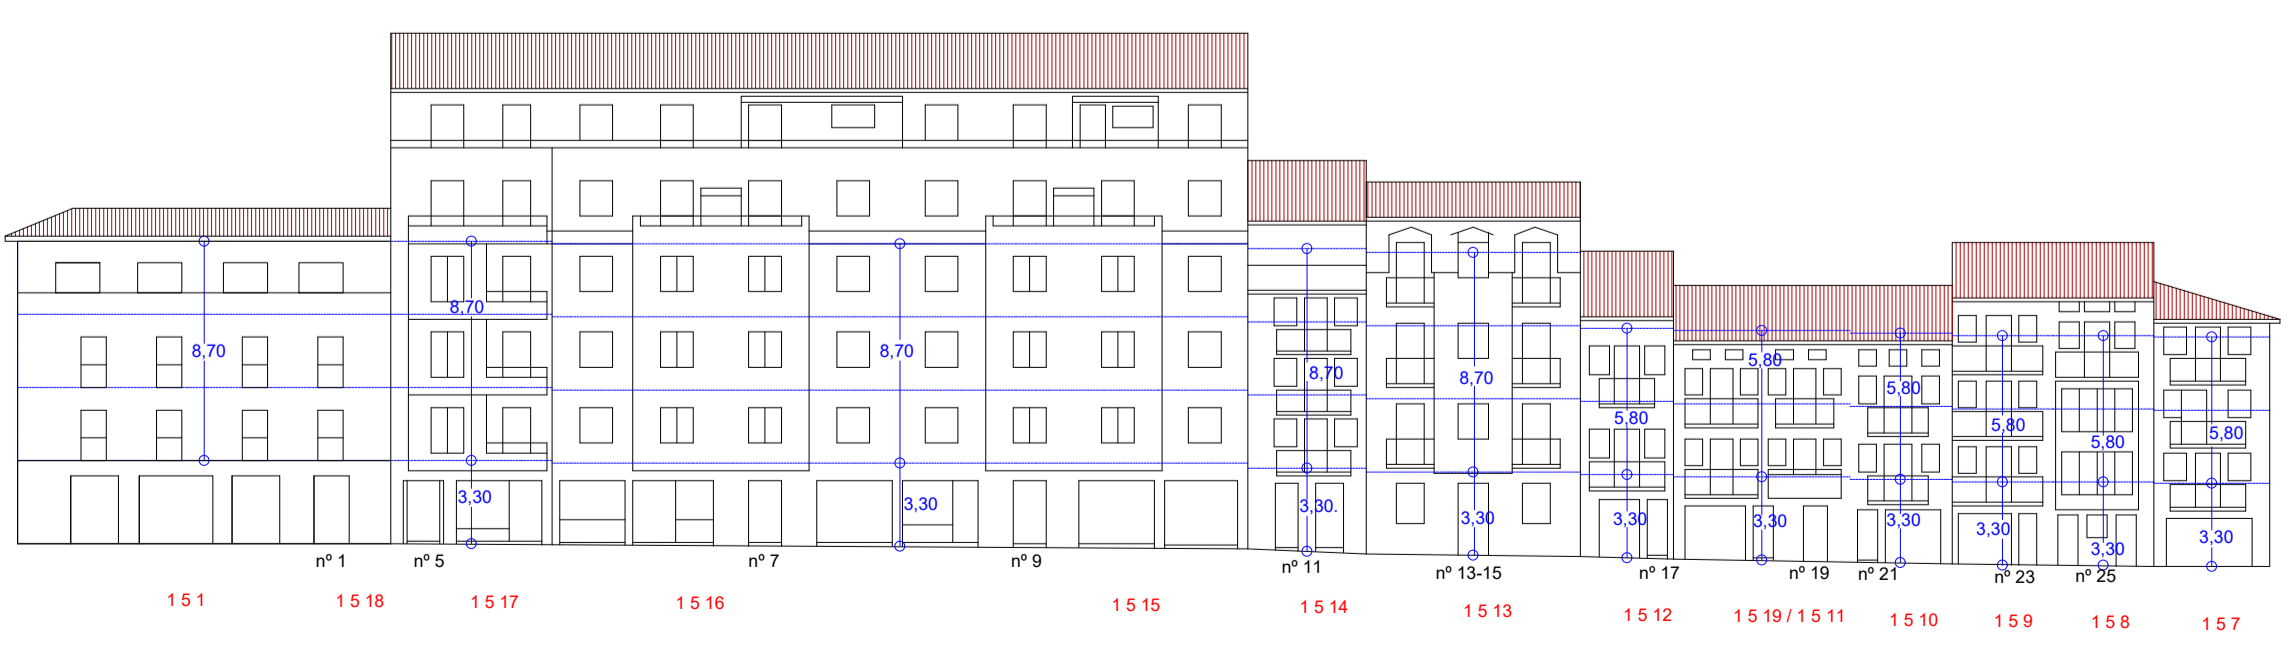 8,70
8,70
8,70
8,70
8,70
5,80
5,80
5,80
5,80
5,80
5,80
3,30
3,30
3,30.
3,30
3,30
3,30
3,30
3,30
3,30
3,30
nº 1
nº 5
nº 7
nº 9
nº 11
nº 13-15
nº 17
nº 19
nº 21
nº 23
nº 25
1 5 1
1 5 18
1 5 17
1 5 16
1 5 15
1 5 14
1 5 13
1 5 12
1 5 19 / 1 5 11
1 5 10
1 5 9
1 5 8
1 5 7